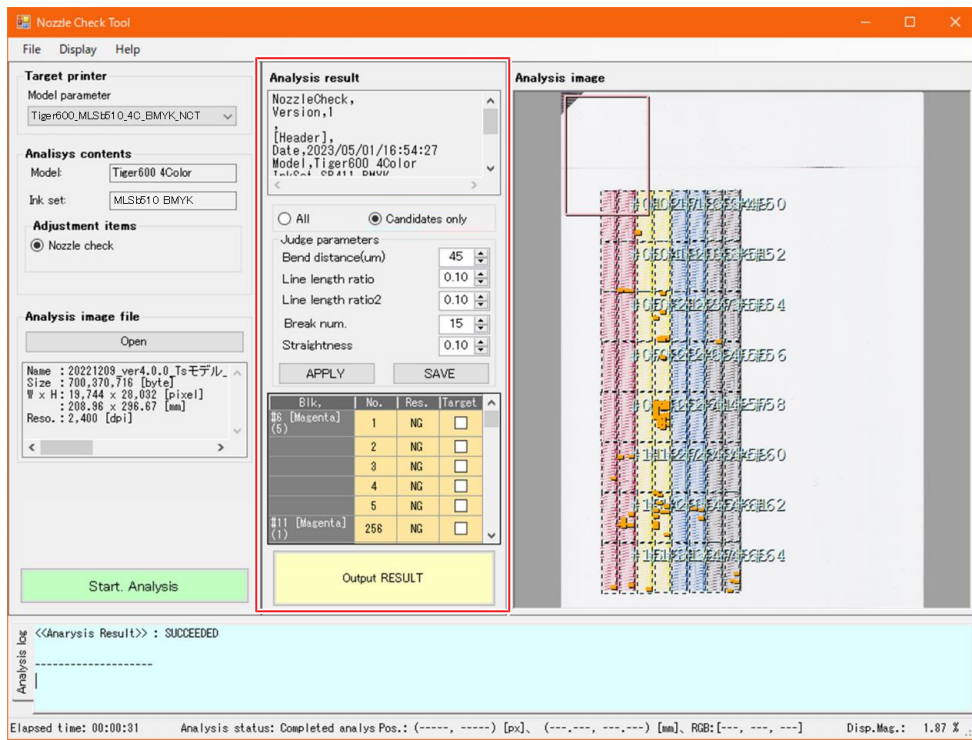 Nozzle Check Tool
File Display Help
Target printer
Model parameter
Tiger600_MLSb510_4C_BMYK_NCT
Analisys contents
Model: Tiger600 4Color
Ink set: MLSb510 BMYK
Adjustment items
Nozzle check
Analysis image file
Open
Name : 20221209_ver4.0.0_Tsモデル_
Size : 700,370,716 [byte]
W x H: 19,744 x 28,032 [pixel]
: 208.96 x 296.67 [mm]
Reso.: 2,400 [dpi]
Start. Analysis
Analysis result
NozzleCheck,
Version,1
,
[Header],
Date,2023/05/01/16:54:27
Model,Tiger600 4Color
All Candidates only
Judge parameters
Bend distance(um) 45
Line length ratio 0.10
Line length ratio2 0.10
Break num. 15
Straightness 0.10
APPLY SAVE
Blk, No. Res. Target
#6 [Magenta] (5) 1 NG
2 NG
3 NG
4 NG
5 NG
#11 [Magenta] (1) 256 NG
Output RESULT
Analysis image
Analysis log
<<Anarysis Result>> : SUCCEEDED
--------------------
Elapsed time: 00:00:31 Analysis status: Completed analys Pos.: (-----, -----) [px]、 (---.---, ---.---) [mm]、 RGB:[---, ---, ---] Disp.Mag.: 1.87 %